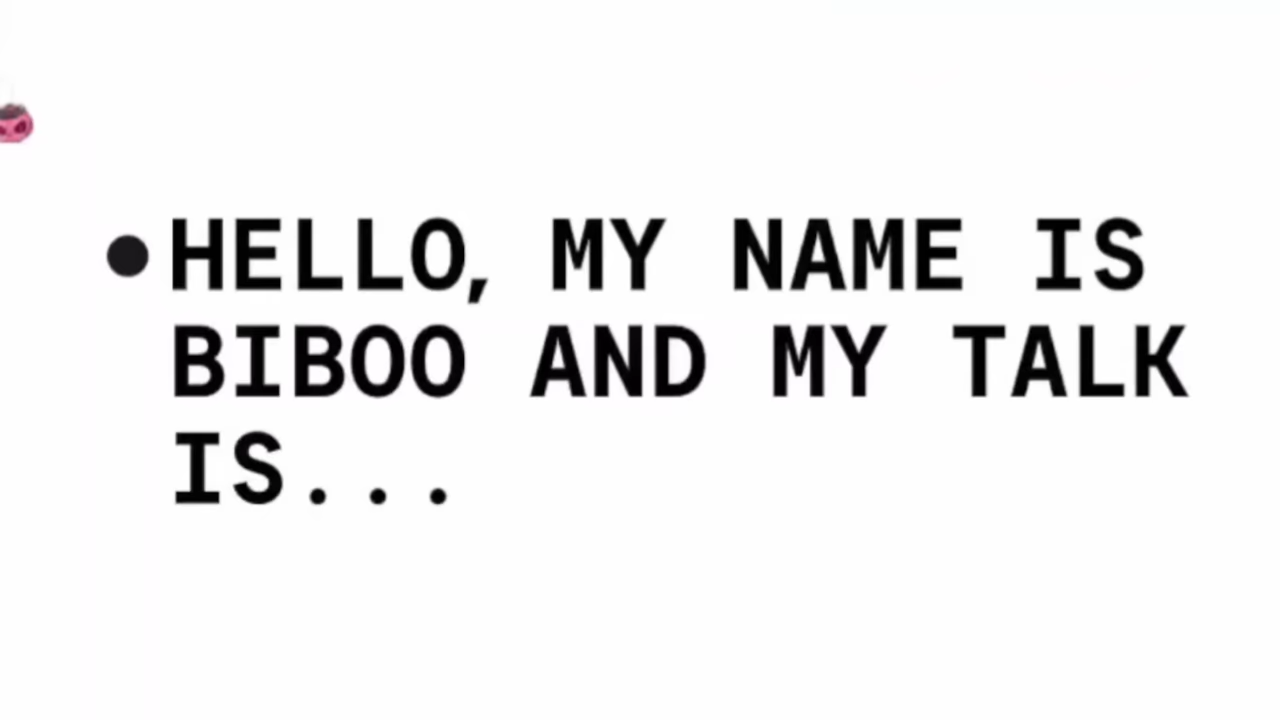 • HELLO, MY NAME IS
BIBOO AND MY TALK
IS...